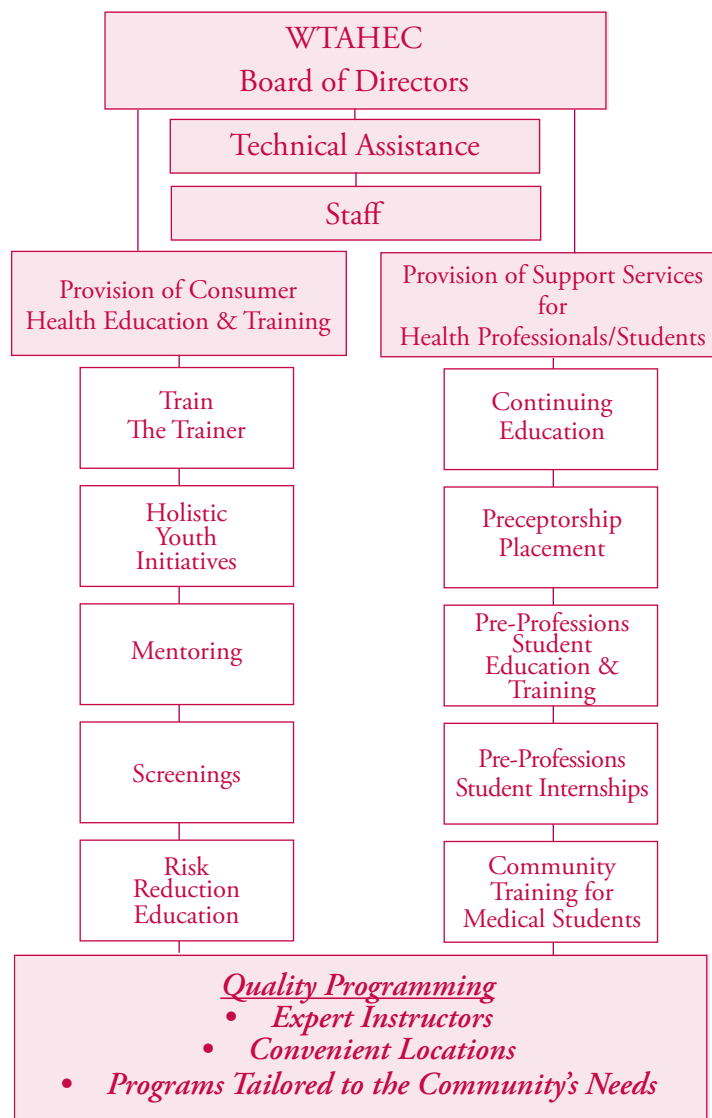 WTAHEC
Board of Directors
Technical Assistance
Staff
Provision of Consumer
Health Education & Training
Provision of Support Services
for
Health Professionals/Students
Train
The Trainer
Continuing
Education
Holistic
Youth
Initiatives
Preceptorship
Placement
Mentoring
Pre-Professions
Student
Education &
Training
Screenings
Pre-Professions
Student Internships
Risk
Reduction
Education
Community
Training for
Medical Students
Quality Programming
• Expert Instructors
• Convenient Locations
• Programs Tailored to the Community’s Needs